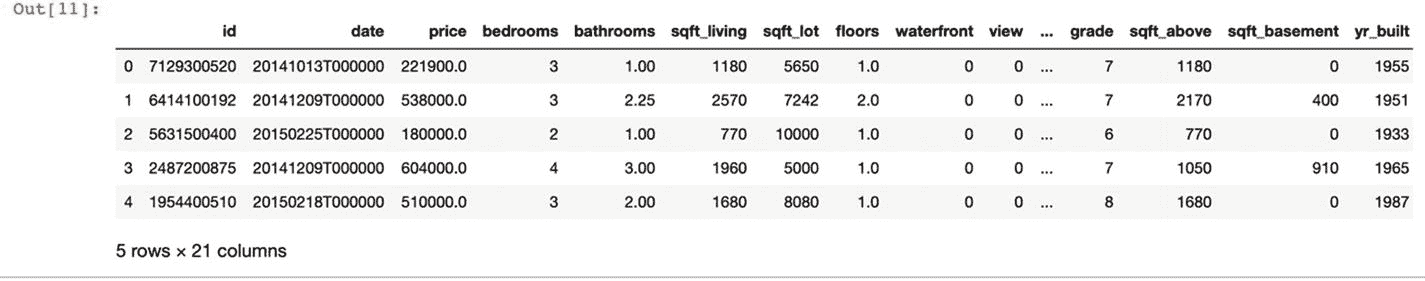 Out[11]:
id date price bedrooms bathrooms sqft_living sqft_lot floors waterfront view ... grade sqft_above sqft_basement yr_built
0 7129300520 20141013T000000 221900.0 3 1.00 1180 5650 1.0 0 0 ... 7 1180 0 1955
1 6414100192 20141209T000000 538000.0 3 2.25 2570 7242 2.0 0 0 ... 7 2170 400 1951
2 5631500400 20150225T000000 180000.0 2 1.00 770 10000 1.0 0 0 ... 6 770 0 1933
3 2487200875 20141209T000000 604000.0 4 3.00 1960 5000 1.0 0 0 ... 7 1050 910 1965
4 1954400510 20150218T000000 510000.0 3 2.00 1680 8080 1.0 0 0 ... 8 1680 0 1987
5 rows × 21 columns